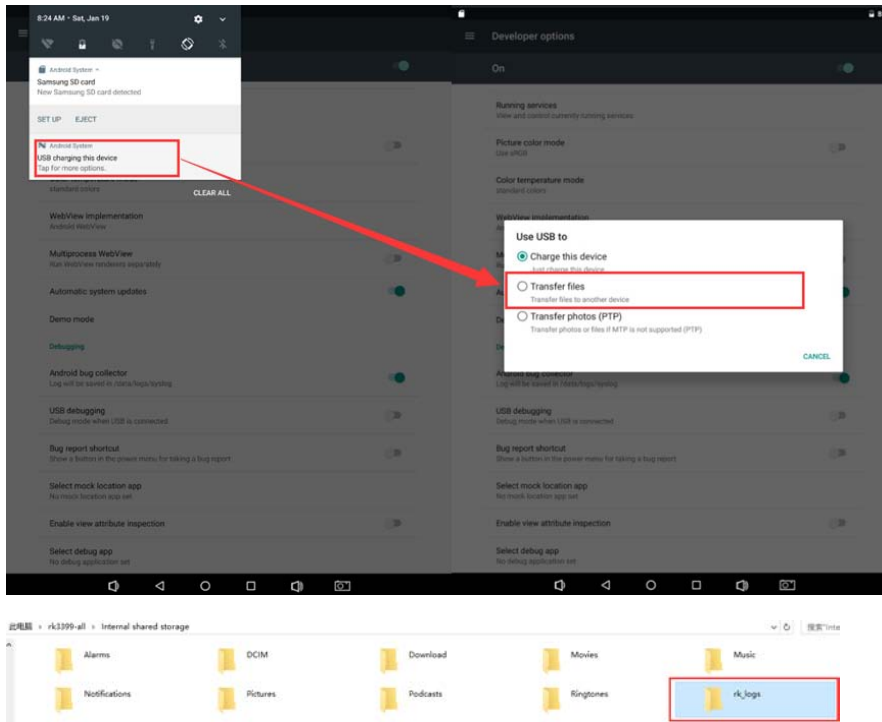 8:24 AM • Sat, Jan 19
Android System
Samsung SD card
New Samsung SD card detected
SET UP EJECT
Android System
USB charging this device
Tap for more options.
CLEAR ALL
standard colors
WebView implementation
Android WebView
Multiprocess WebView
Run WebView renderers separately
Automatic system updates
Demo mode
Debugging
Android bug collector
Log will be saved in /data/logs/syslog
USB debugging
Debug mode when USB is connected
Bug report shortcut
Show a button in the power menu for taking a bug report
Select mock location app
No mock location app set
Enable view attribute inspection
Select debug app
No debug application set
Developer options
On
Running services
View and control currently running services
Picture color mode
Use sRGB
Color temperature mode
standard colors
WebView implementation
Use USB to
Charge this device
Just charge this device
Transfer files
Transfer files to another device
Transfer photos (PTP)
Transfer photos or files if MTP is not supported (PTP)
CANCEL
Android bug collector
Log will be saved in /data/logs/syslog
USB debugging
Debug mode when USB is connected
Bug report shortcut
Show a button in the power menu for taking a bug report
Select mock location app
No mock location app set
Enable view attribute inspection
Select debug app
No debug application set
此电脑 › rk3399-all › Internal shared storage
搜索"Inte
Alarms DCIM Download Movies Music
Notifications Pictures Podcasts Ringtones rk_logs